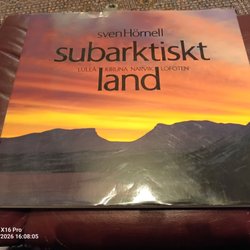 sven Hörnell
subarktiskt
LULEÅ KIRUNA NARVIK LOFOTEN
land
X16 Pro
2026 16:08:05